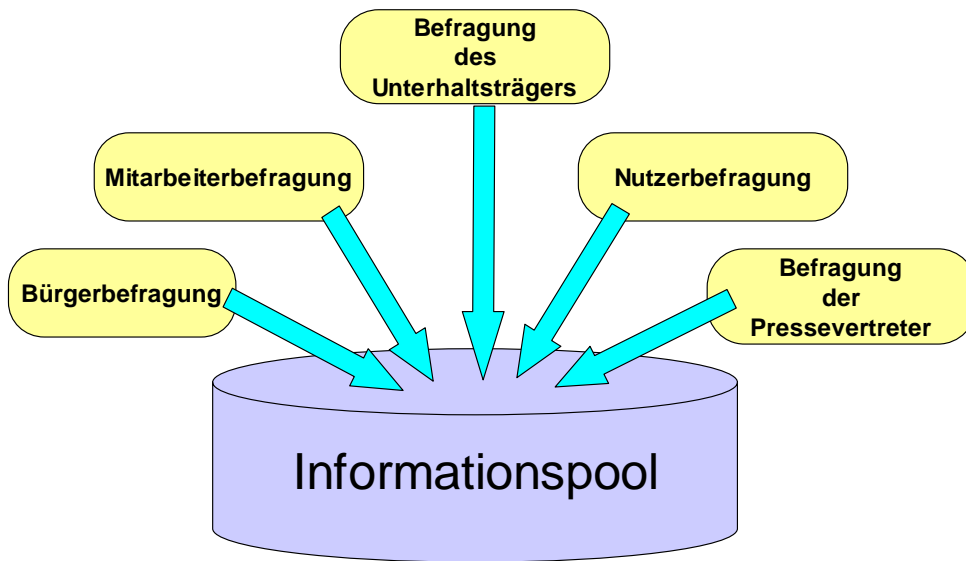 Befragung
des
Unterhaltsträgers
Mitarbeiterbefragung
Nutzerbefragung
Bürgerbefragung
Befragung
der
Pressevertreter
Informationspool